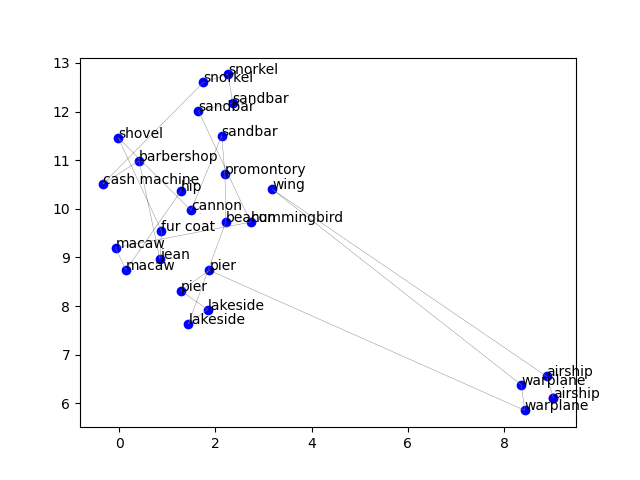 13
snorkel
snorkel
sandbar
12
sandbar
shovel
sandbar
11
barbershop
promontory
cash machine
hip
wing
10
cannon
beacon
hummingbird
fur coat
macaw
9
jean
macaw
pier
pier
8
lakeside
lakeside
7
airship
warplane
airship
6
warplane
0
2
4
6
8